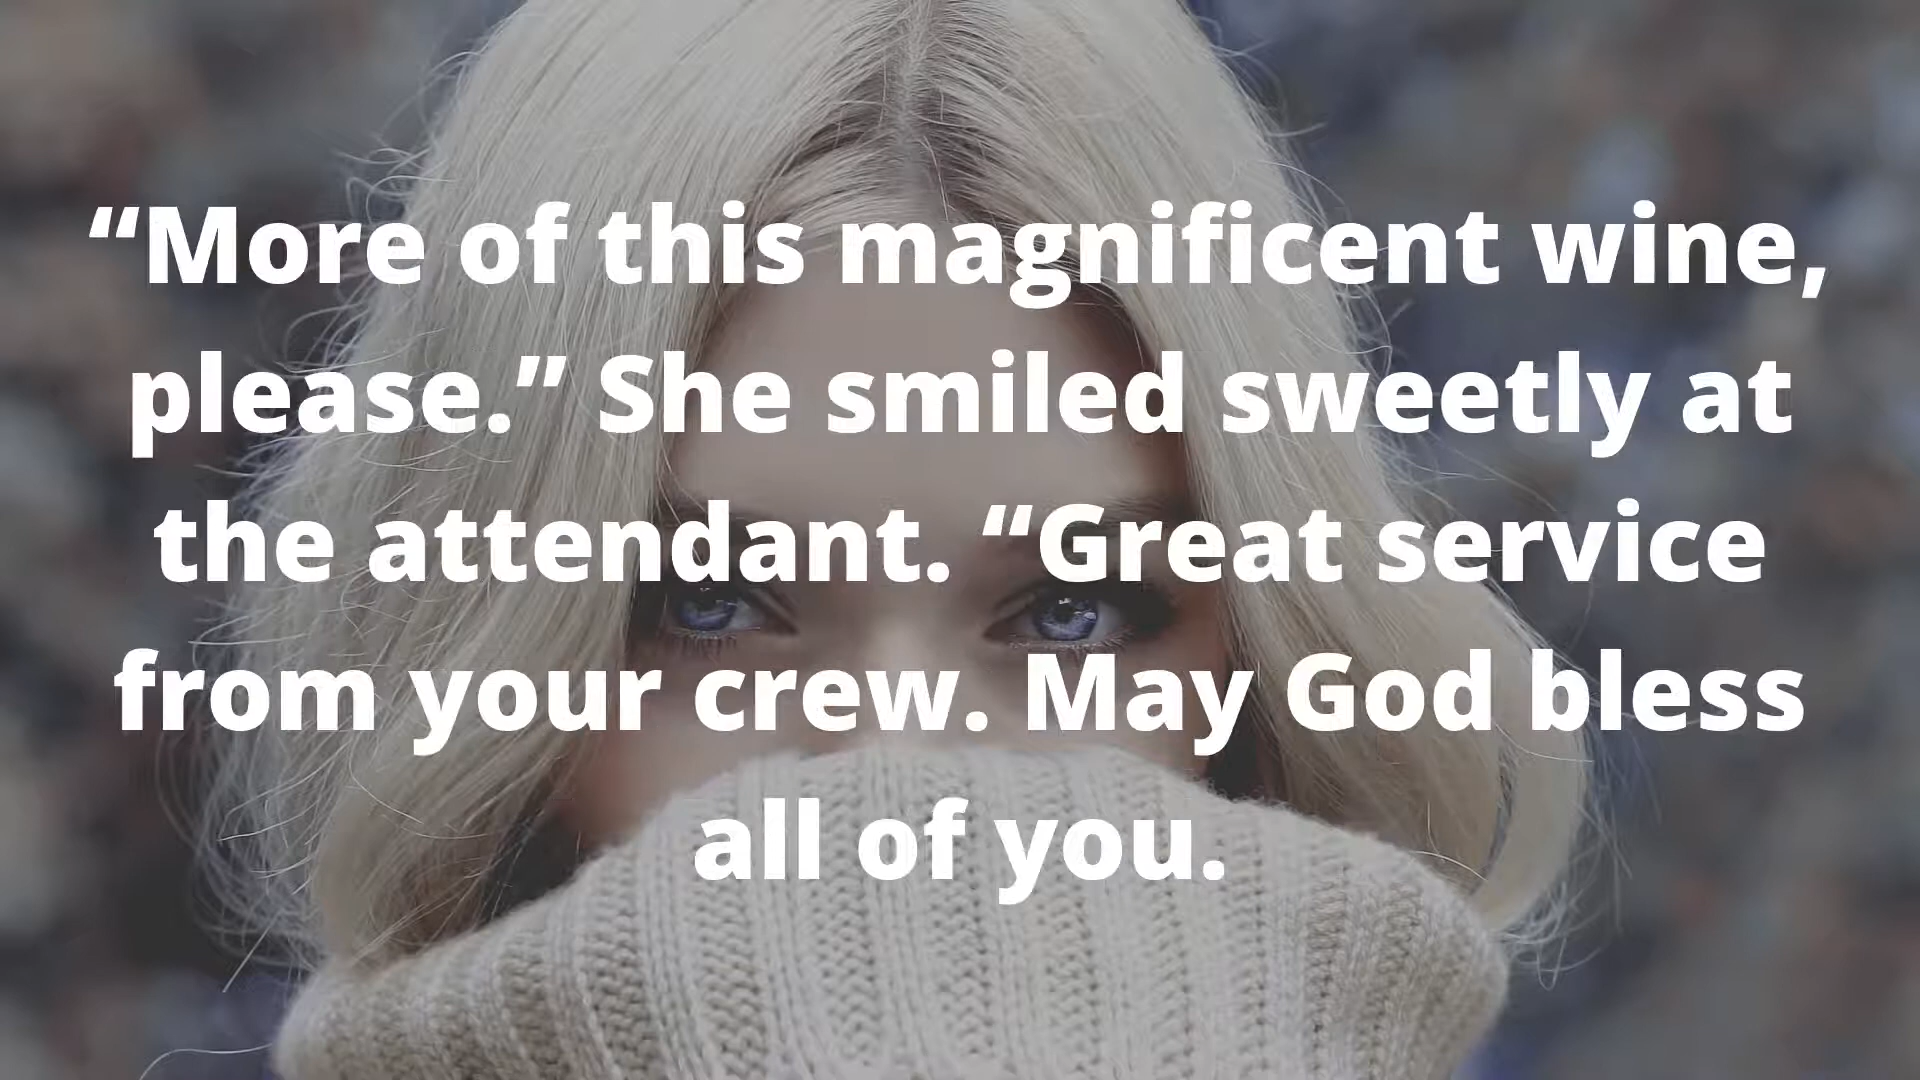 “More of this magnificent wine,
please.” She smiled sweetly at
the attendant. “Great service
from your crew. May God bless
all of you.